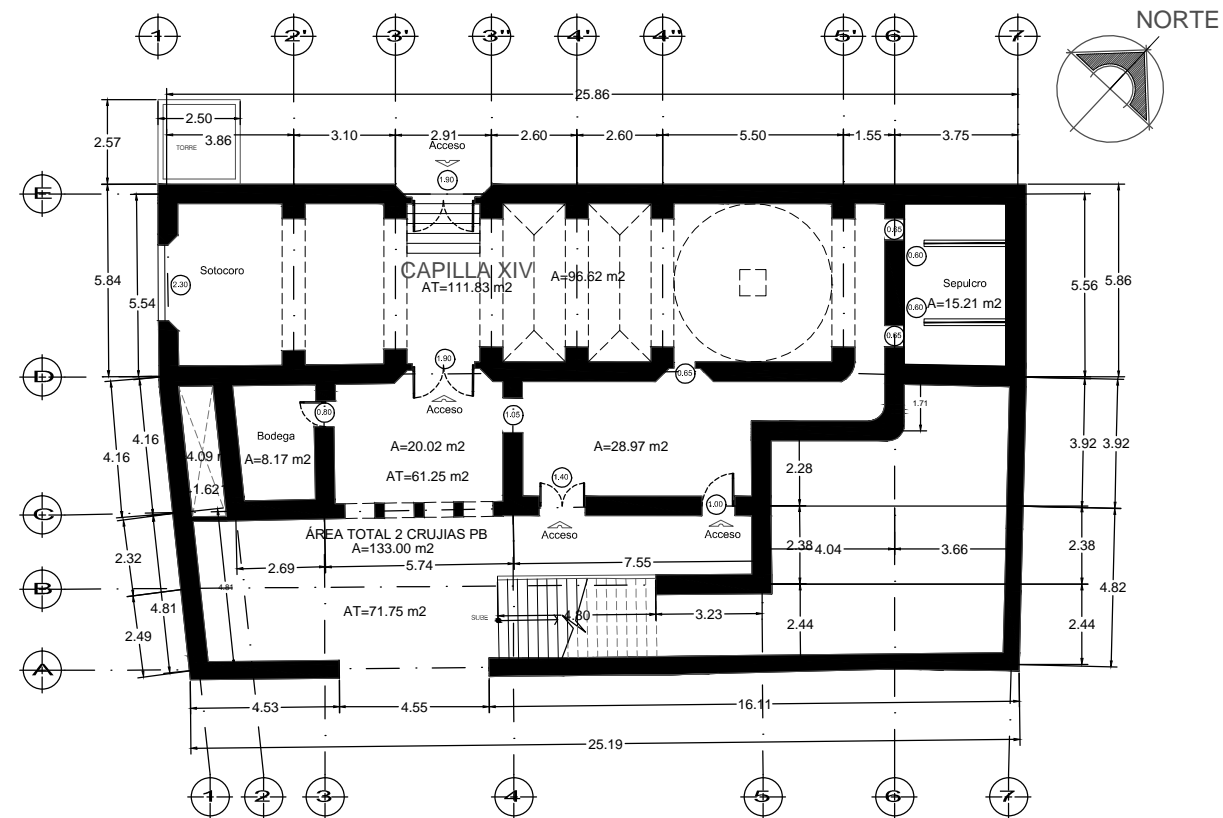 NORTE
1 2' 3' 3" 4' 4" 5' 6 7
25.86
2.50
3.86 3.10 2.91 2.60 2.60 5.50 1.55 3.75
2.57
TORRE
Acceso
1.90
E
0.65
0.60
Sotocoro
CAPILLA XIV
AT=111.83 m2
A=96.62 m2
2.30
5.84
5.54
Sepulcro
A=15.21 m2
0.60
0.65
5.56
5.86
D
1.90
0.65
Acceso
0.80
1.05
1.71
4.16
4.16
Bodega
A=8.17 m2
4.09
1.62
A=20.02 m2
AT=61.25 m2
A=28.97 m2
3.92
3.92
2.28
1.40
1.00
C
ÁREA TOTAL 2 CRUJIAS PB
A=133.00 m2
Acceso
Acceso
2.32
2.38
4.04
3.66
2.38
2.69
5.74
7.55
B
4.81
4.81
4.82
AT=71.75 m2
SUBE
4.80
3.23
2.49
2.44
2.44
A
4.53
4.55
16.11
25.19
1 2 3 4 5 6 7